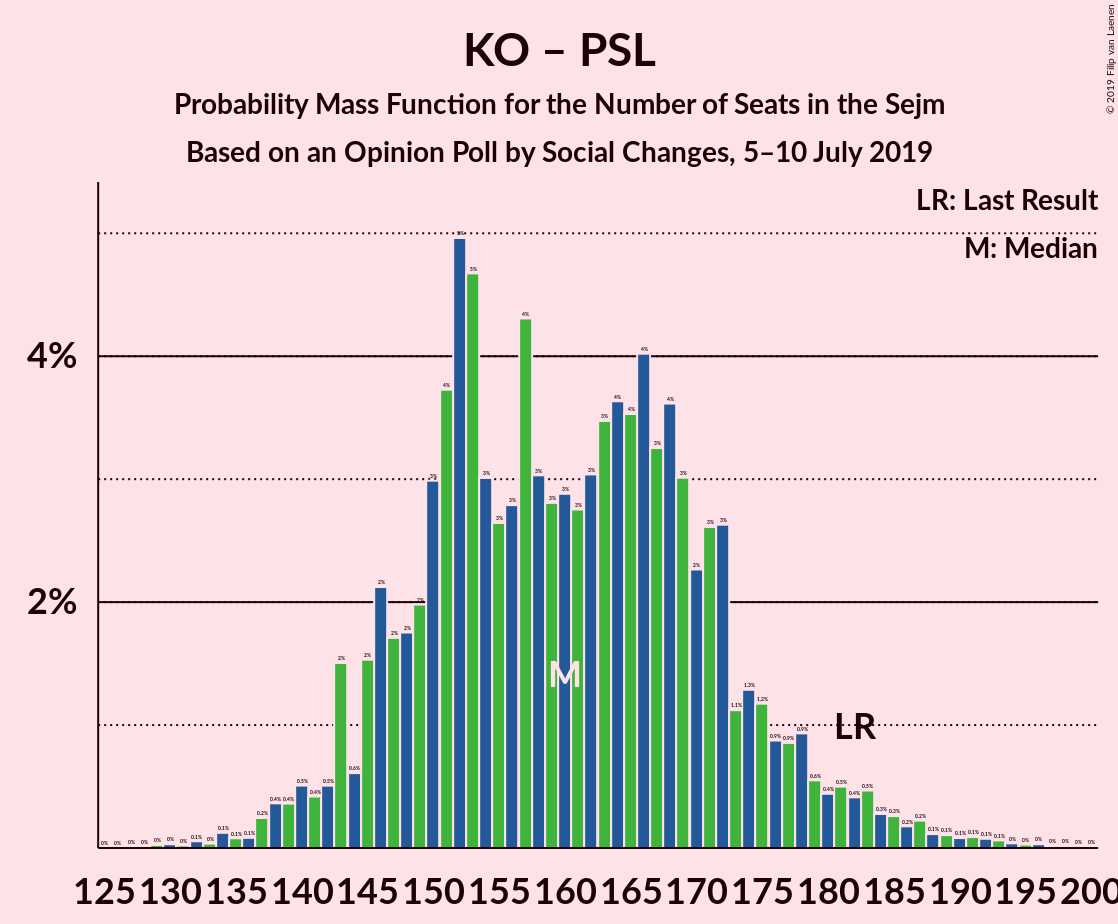 KO – PSL
Probability Mass Function for the Number of Seats in the Sejm
Based on an Opinion Poll by Social Changes, 5–10 July 2019
© 2019 Filip van Laenen
LR: Last Result
M: Median
4%
2%
M
LR
125 130 135 140 145 150 155 160 165 170 175 180 185 190 195 200